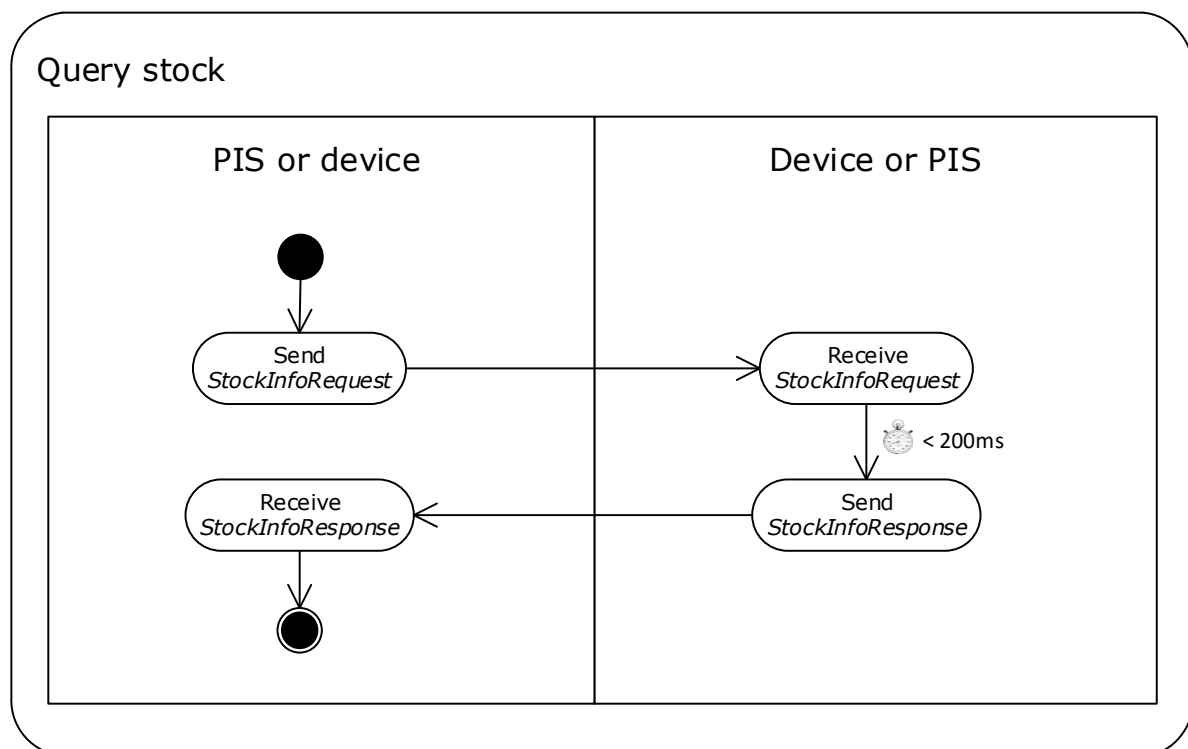 Query stock
PIS or device
Device or PIS
Send
StockInfoRequest
Receive
StockInfoRequest
< 200ms
Receive
StockInfoResponse
Send
StockInfoResponse